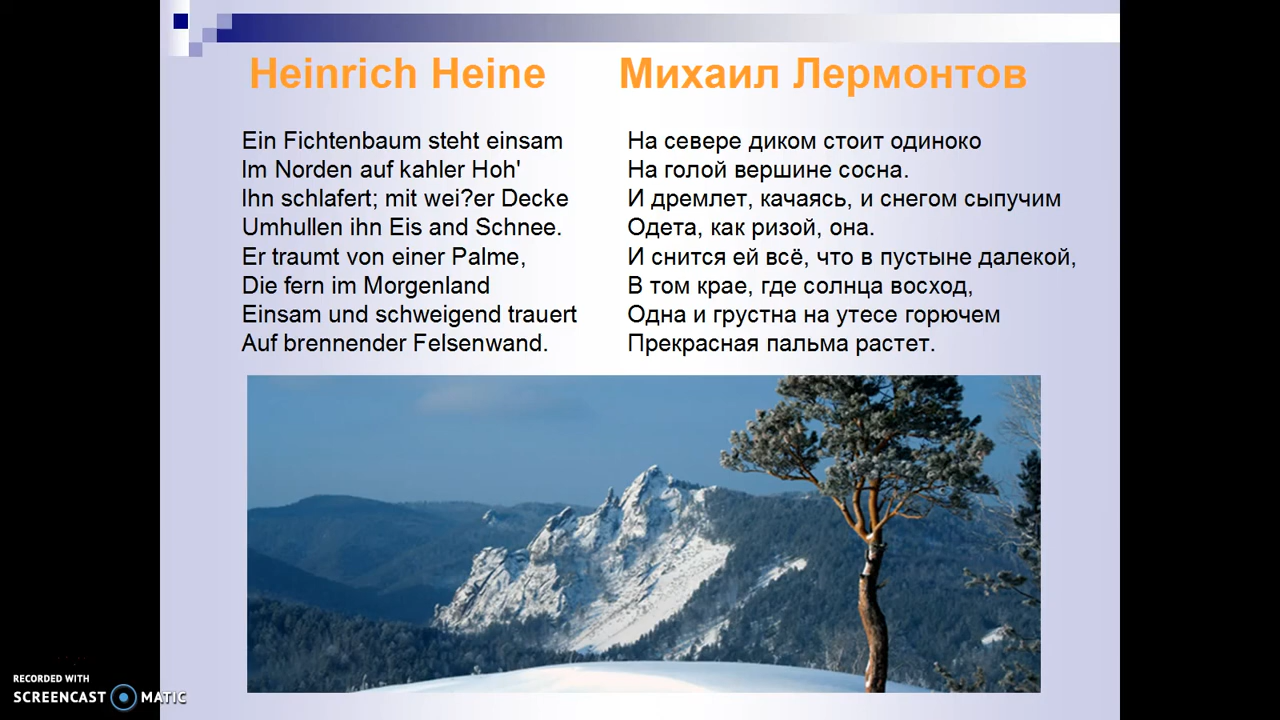 Heinrich Heine
Ein Fichtenbaum steht einsam
Im Norden auf kahler Hoh'
Ihn schlafert; mit wei?er Decke
Umhullen ihn Eis and Schnee.
Er traumt von einer Palme,
Die fern im Morgenland
Einsam und schweigend trauert
Auf brennender Felsenwand.
Михаил Лермонтов
На севере диком стоит одиноко
На голой вершине сосна.
И дремлет, качаясь, и снегом сыпучим
Одета, как ризой, она.
И снится ей всё, что в пустыне далекой,
В том крае, где солнца восход,
Одна и грустна на утесе горючем
Прекрасная пальма растет.
RECORDED WITH
SCREENCAST MATIC